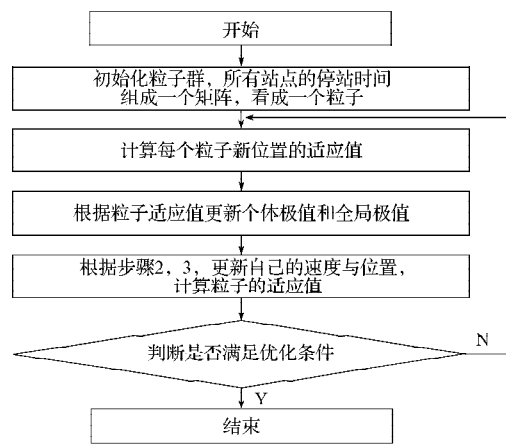 开始
初始化粒子群，所有站点的停站时间
组成一个矩阵，看成一个粒子
计算每个粒子新位置的适应值
根据粒子适应值更新个体极值和全局极值
根据步骤2，3，更新自己的速度与位置，
计算粒子的适应值
判断是否满足优化条件
N
Y
结束